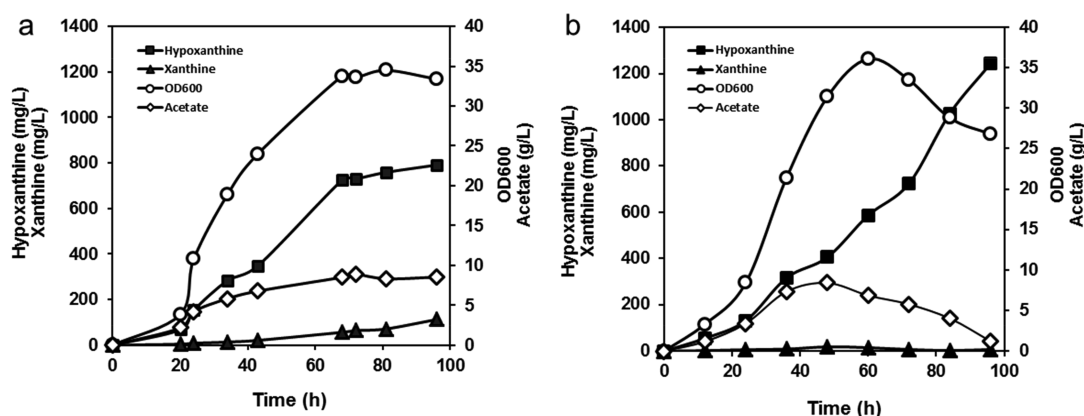 a
1400
1200
1000
800
600
400
200
0
Hypoxanthine (mg/L)
Xanthine (mg/L)
Hypoxanthine
Xanthine
OD600
Acetate
40
35
30
25
20
15
10
5
0
OD600
Acetate (g/L)
0 20 40 60 80 100
Time (h)
b
1400
1200
1000
800
600
400
200
0
Hypoxanthine (mg/L)
Xanthine (mg/L)
Hypoxanthine
Xanthine
OD600
Acetate
40
35
30
25
20
15
10
5
0
OD600
Acetate (g/L)
0 20 40 60 80 100
Time (h)